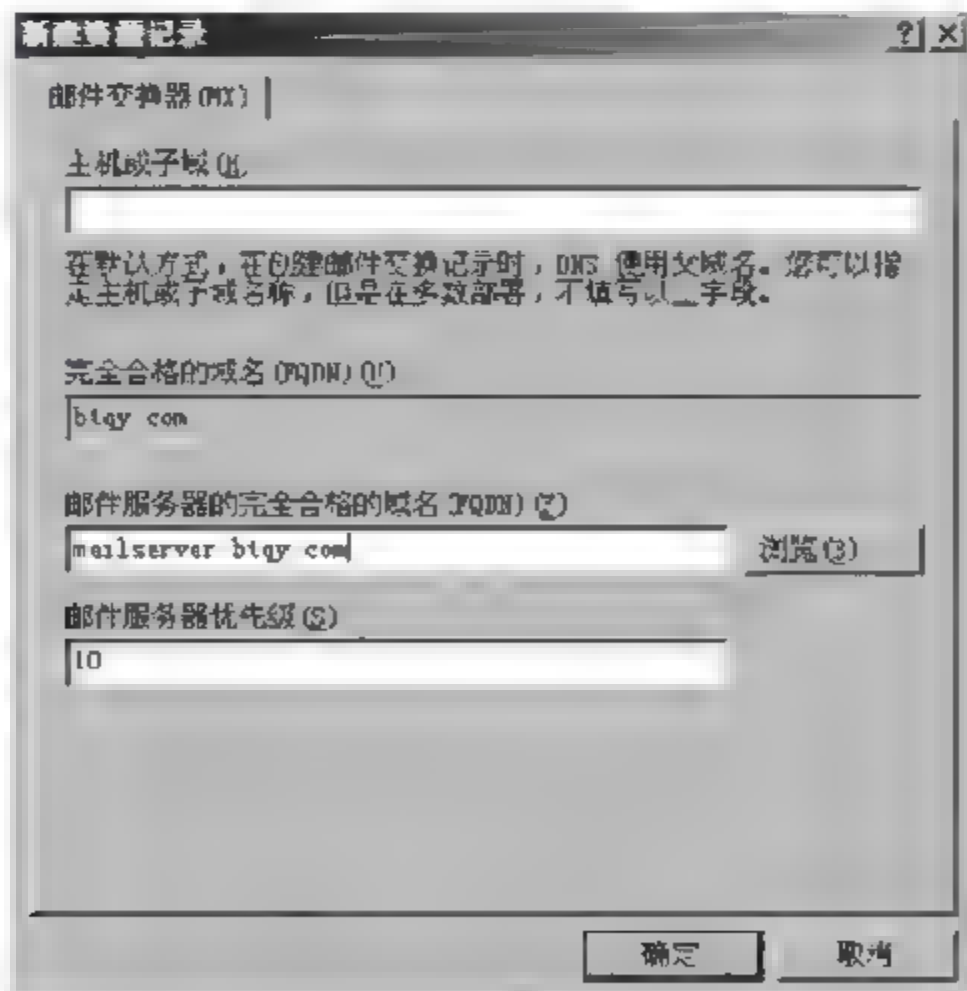 新建资源记录
邮件交换器(MX)
主机或子域(H)
在默认方式，在创建邮件交换记录时，DNS 使用父域名。您可以指
定主机或子域名称，但是在多数部署，不填写以上字段。
完全合格的域名(FQDN)(U)
btqy com
邮件服务器的完全合格的域名(FQDN)(F)
mailserver btqy com
浏览(B)
邮件服务器优先级(S)
10
确定
取消